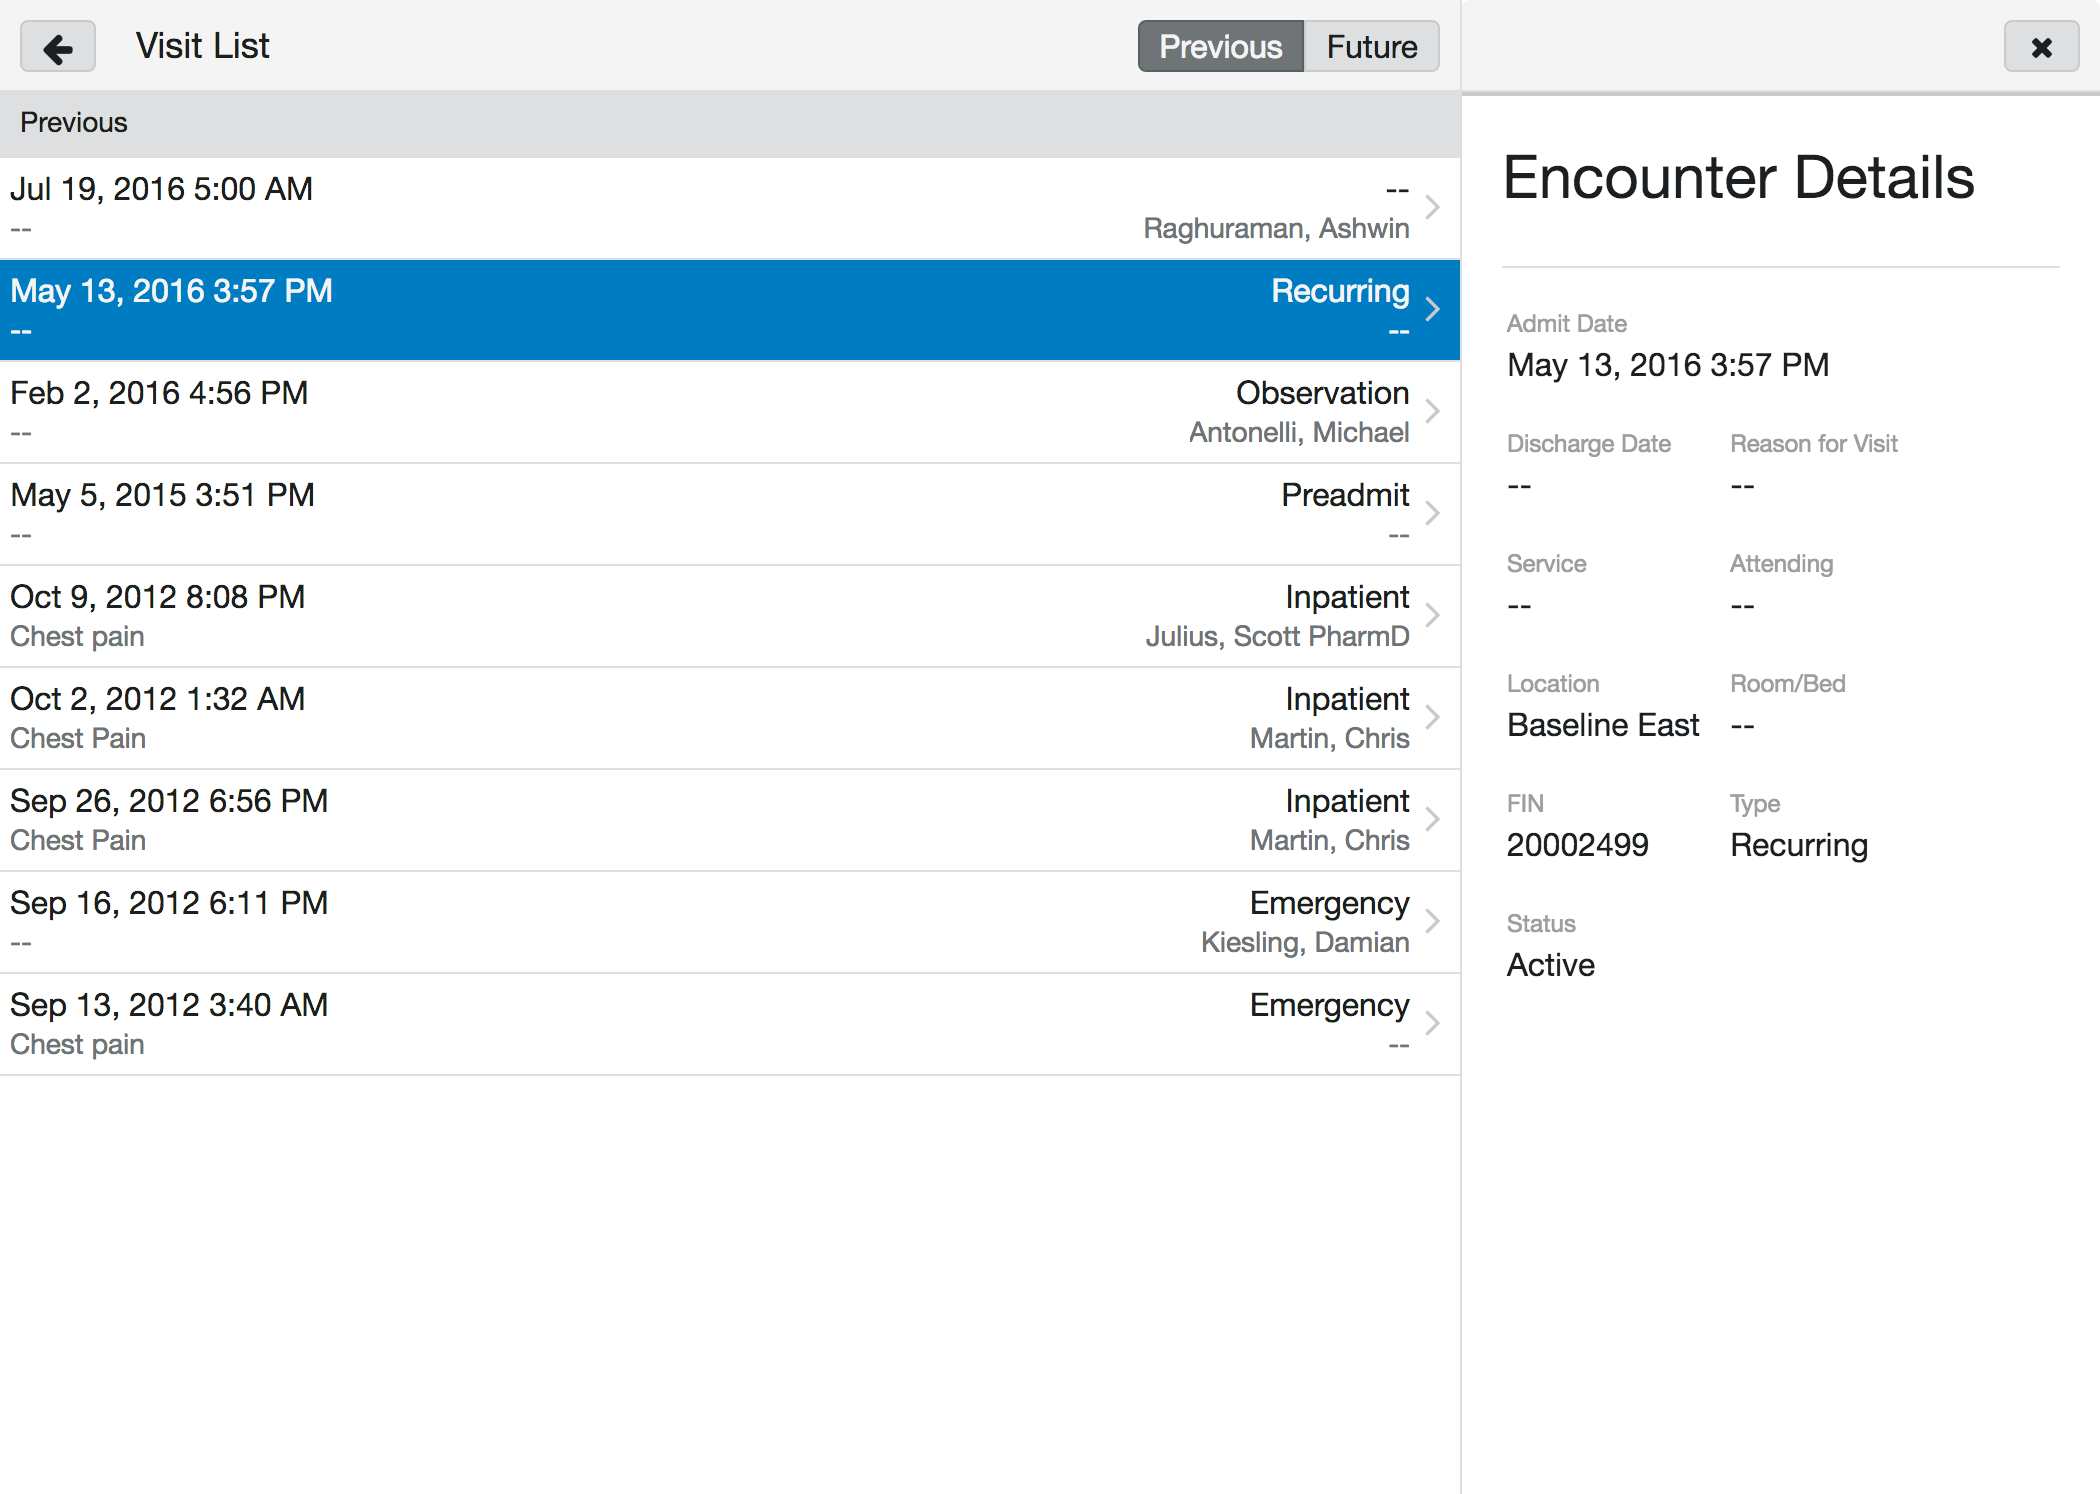 Visit List
Previous Future
Previous
Jul 19, 2016 5:00 AM --
-- Raghuraman, Ashwin
May 13, 2016 3:57 PM Recurring
-- --
Feb 2, 2016 4:56 PM Observation
-- Antonelli, Michael
May 5, 2015 3:51 PM Preadmit
-- --
Oct 9, 2012 8:08 PM Inpatient
Chest pain Julius, Scott PharmD
Oct 2, 2012 1:32 AM Inpatient
Chest Pain Martin, Chris
Sep 26, 2012 6:56 PM Inpatient
Chest Pain Martin, Chris
Sep 16, 2012 6:11 PM Emergency
-- Kiesling, Damian
Sep 13, 2012 3:40 AM Emergency
Chest pain --
Encounter Details
Admit Date
May 13, 2016 3:57 PM
Discharge Date Reason for Visit
-- --
Service Attending
-- --
Location Room/Bed
Baseline East --
FIN Type
20002499 Recurring
Status
Active